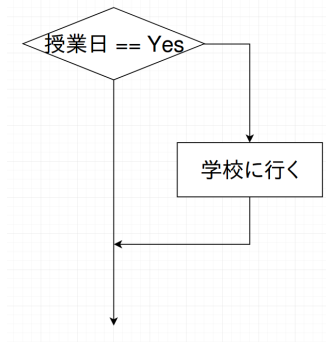 授業日 == Yes
学校に行く